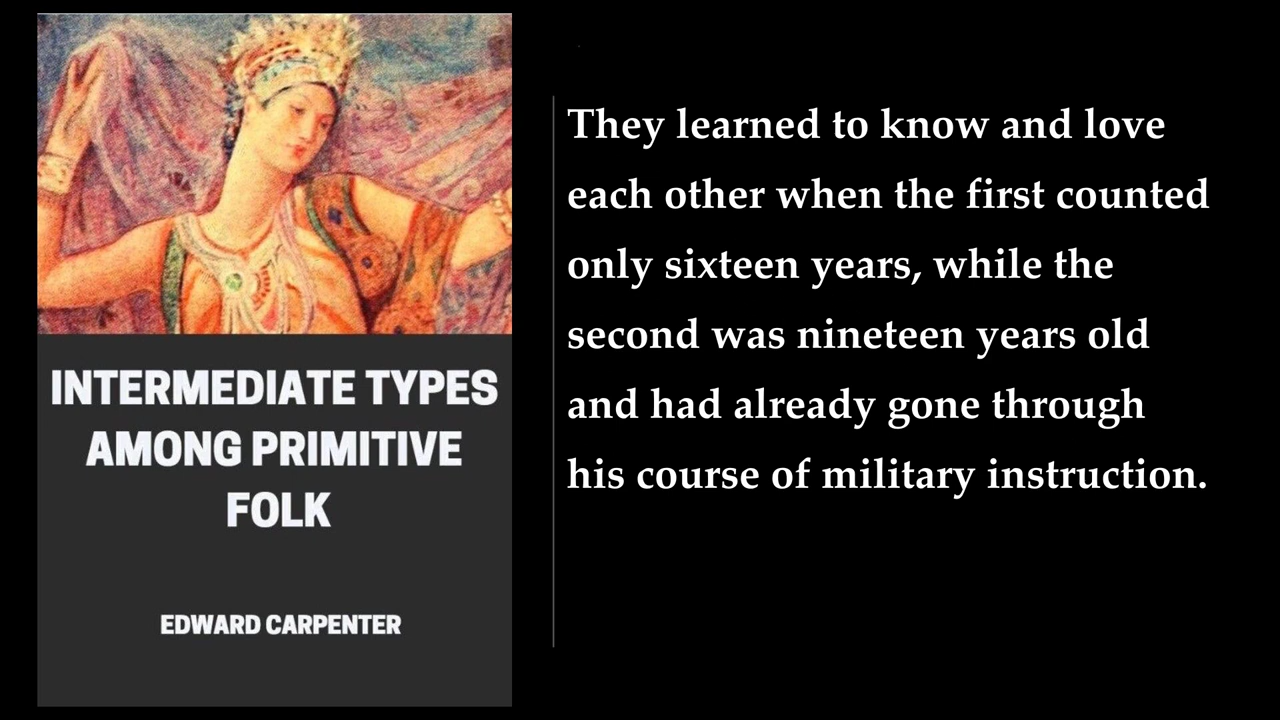 INTERMEDIATE TYPES
AMONG PRIMITIVE
FOLK
EDWARD CARPENTER
They learned to know and love
each other when the first counted
only sixteen years, while the
second was nineteen years old
and had already gone through
his course of military instruction.